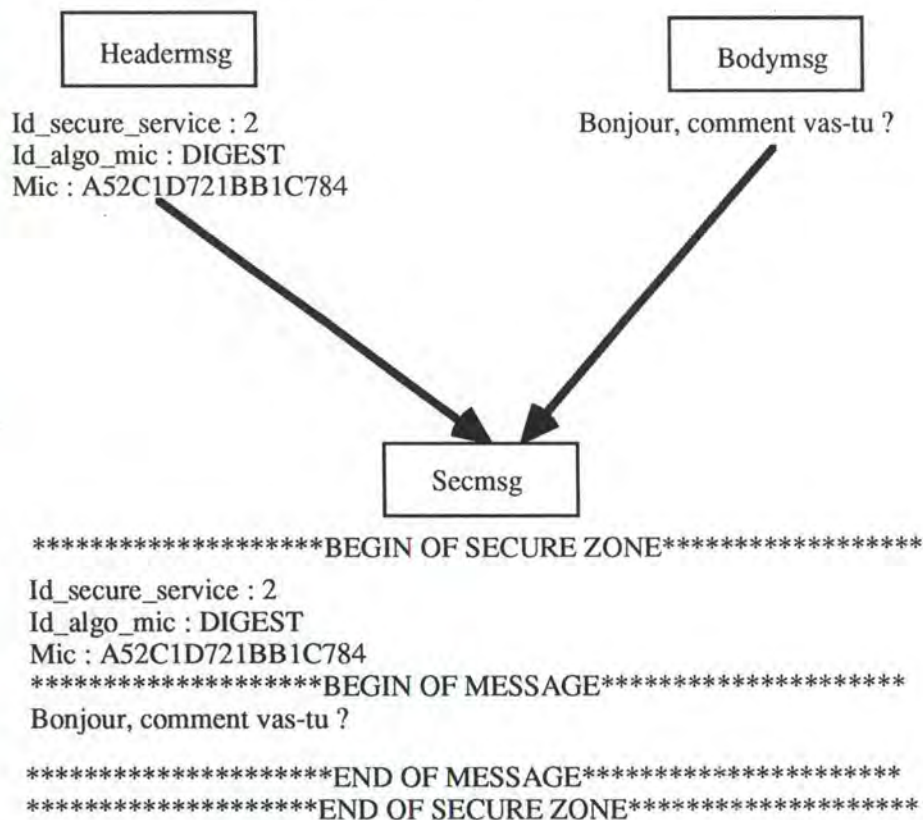 Headermsg
Bodymsg
Id_secure_service : 2
Id_algo_mic : DIGEST
Mic : A52C1D721BB1C784
Bonjour, comment vas-tu ?
Secmsg
********************BEGIN OF SECURE ZONE******************
Id_secure_service : 2
Id_algo_mic : DIGEST
Mic : A52C1D721BB1C784
********************BEGIN OF MESSAGE*********************
Bonjour, comment vas-tu ?
*********************END OF MESSAGE**********************
********************END OF SECURE ZONE********************